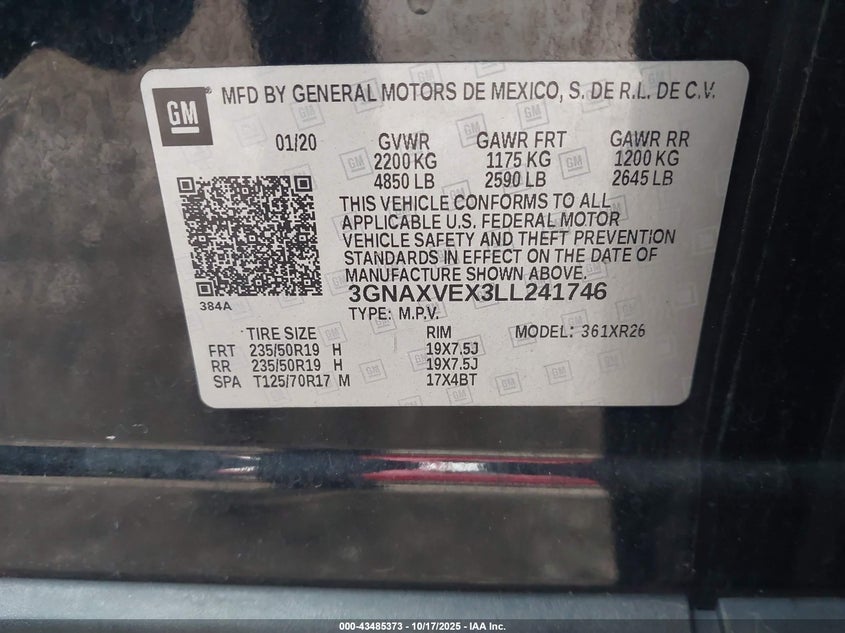 GM
MFD BY GENERAL MOTORS DE MEXICO, S. DE R.L. DE C.V.
01/20 GVWR GAWR FRT GAWR RR
2200 KG 1175 KG 1200 KG
4850 LB 2590 LB 2645 LB
THIS VEHICLE CONFORMS TO ALL
APPLICABLE U.S. FEDERAL MOTOR
VEHICLE SAFETY AND THEFT PREVENTION
STANDARDS IN EFFECT ON THE DATE OF
MANUFACTURE SHOWN ABOVE.
384A
3GNAXVEX3LL241746
TYPE: M.P.V.
TIRE SIZE RIM MODEL: 361XR26
FRT 235/50R19 H 19X7.5J
RR 235/50R19 H 19X7.5J
SPA T125/70R17 M 17X4BT
000-43485373 - 10/17/2025 - IAA Inc.